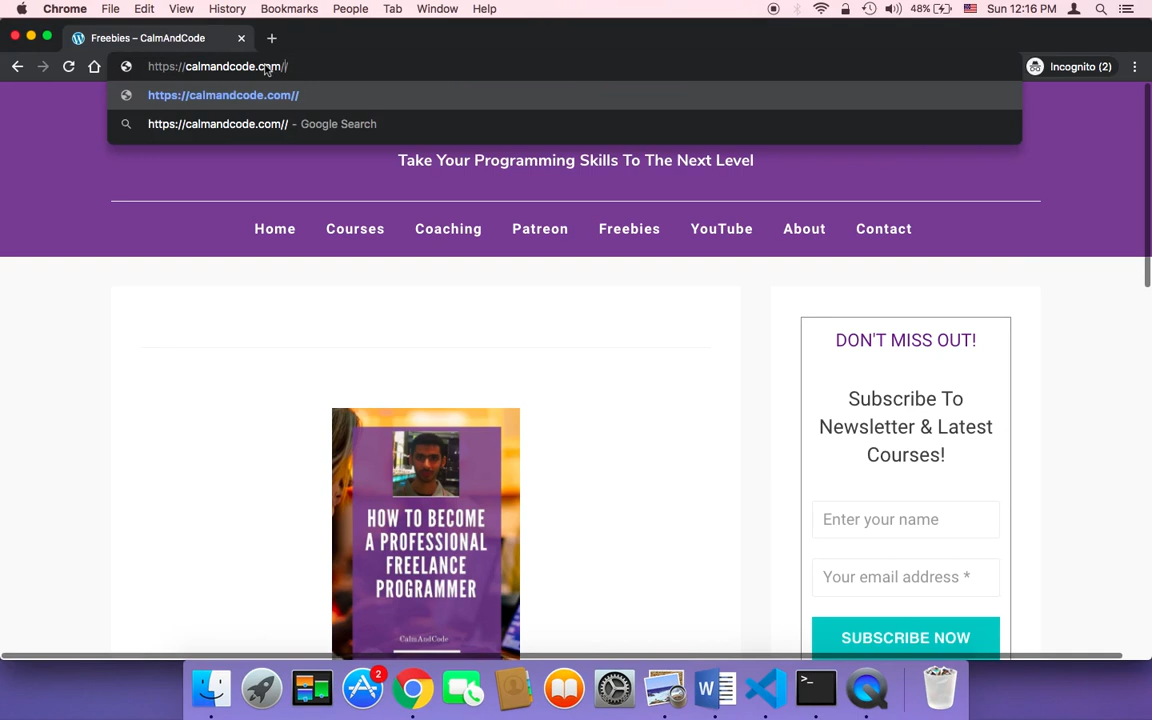 Chrome File Edit View History Bookmarks People Tab Window Help 48% Sun 12:16 PM
Freebies – CalmAndCode
https://calmandcode.com// Incognito (2)
https://calmandcode.com//
https://calmandcode.com// - Google Search
Take Your Programming Skills To The Next Level
Home Courses Coaching Patreon Freebies YouTube About Contact
DON'T MISS OUT!
Subscribe To
Newsletter & Latest
Courses!
Enter your name
Your email address *
SUBSCRIBE NOW
HOW TO BECOME
A PROFESSIONAL
FREELANCE
PROGRAMMER
CalmAndCode
2
W
>_